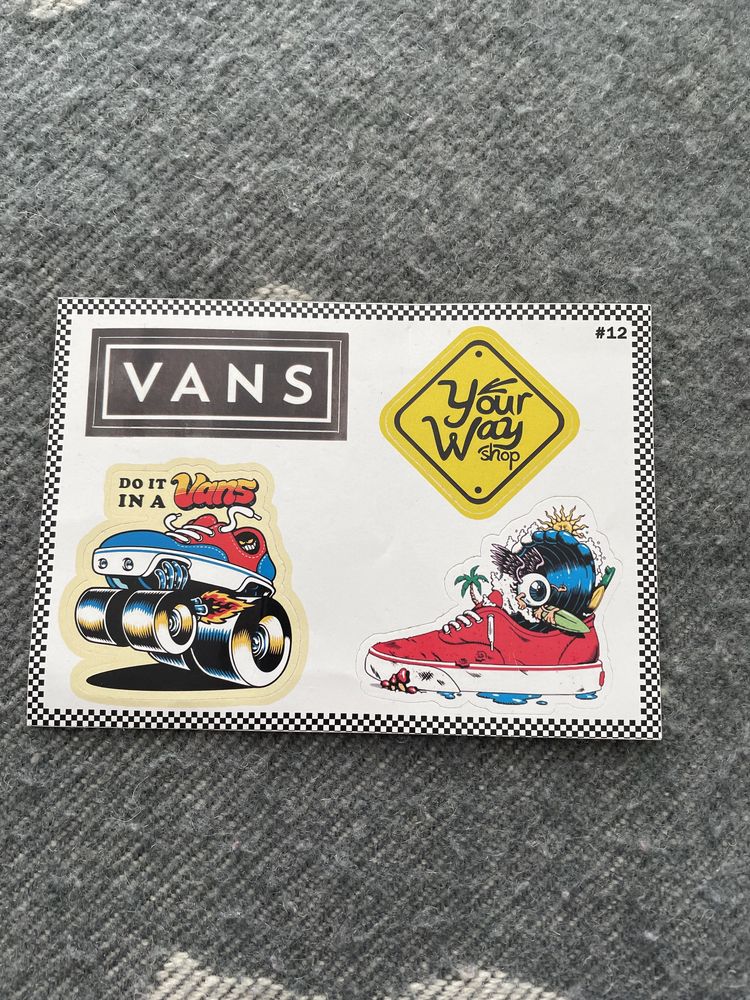 #12
VANS
Your
Way
shop
DO IT
IN A Vans